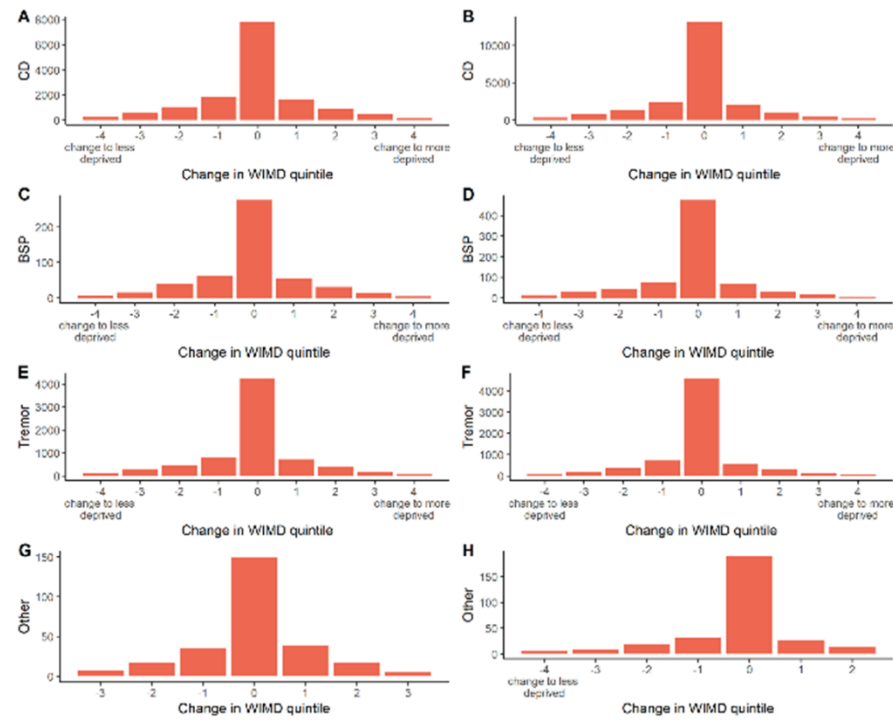 A
CD
8000
6000
4000
2000
0
-4 -3 -2 -1 0 1 2 3 4
change to less deprived
change to more deprived
Change in WIMD quintile
B
CD
10000
5000
0
-4 -3 -2 -1 0 1 2 3 4
change to less deprived
change to more deprived
Change in WIMD quintile
C
BSP
200
100
0
-4 -3 -2 -1 0 1 2 3 4
change to less deprived
change to more deprived
Change in WIMD quintile
D
BSP
400
300
200
100
0
-4 -3 -2 -1 0 1 2 3 4
change to less deprived
change to more deprived
Change in WIMD quintile
E
Tremor
4000
3000
2000
1000
0
-4 -3 -2 -1 0 1 2 3 4
change to less deprived
change to more deprived
Change in WIMD quintile
F
Tremor
4000
3000
2000
1000
0
-4 -3 -2 -1 0 1 2 3 4
change to less deprived
change to more deprived
Change in WIMD quintile
G
Other
150
100
50
0
-3 -2 -1 0 1 2 3
Change in WIMD quintile
H
Other
150
100
50
0
-4 -3 -2 -1 0 1 2
change to less deprived
Change in WIMD quintile